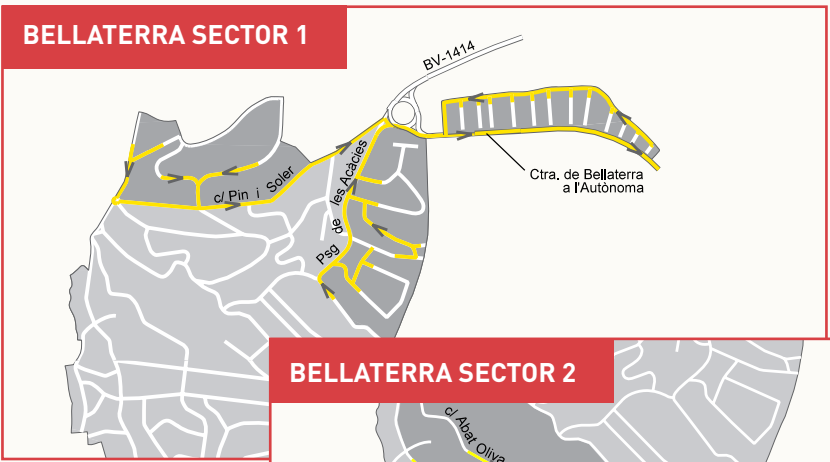 BELLATERRA SECTOR 1
BV-1414
Ctra. de Bellaterra
a l'Autònoma
c/ Pin i Soler
Psg de les Acàcies
BELLATERRA SECTOR 2
c/ Abat Oliva